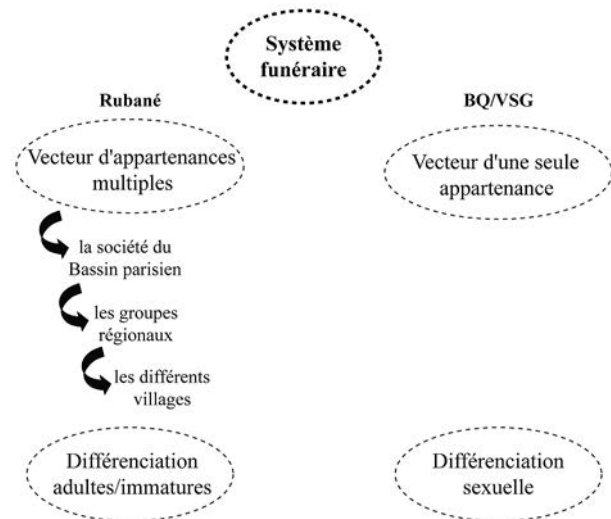 Système
funéraire
Rubané
BQ/VSG
Vecteur d'appartenances
multiples
Vecteur d'une seule
appartenance
la société du
Bassin parisien
les groupes
régionaux
les différents
villages
Différenciation
adultes/immatures
Différenciation
sexuelle